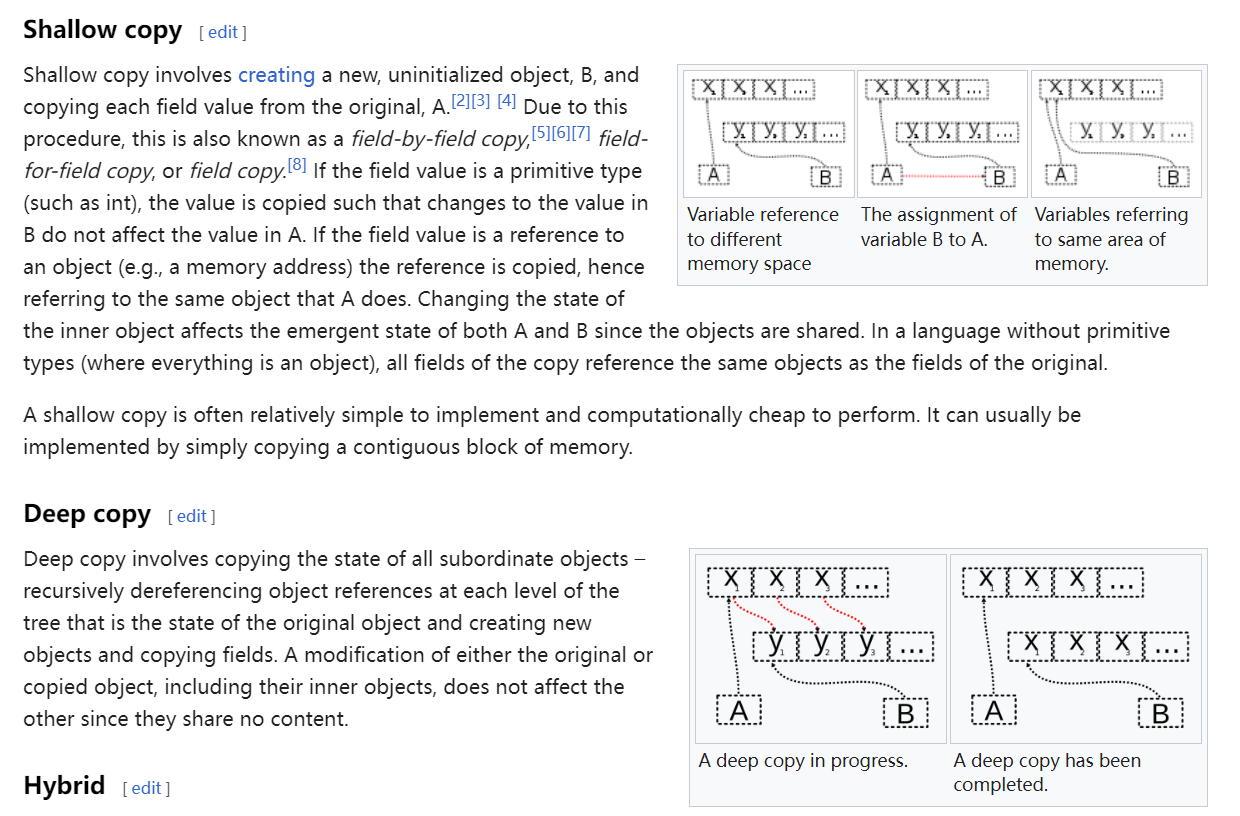 Shallow copy [ edit ]
Shallow copy involves creating a new, uninitialized object, B, and
copying each field value from the original, A.[2][3] [4] Due to this
procedure, this is also known as a field-by-field copy,[5][6][7] field-
for-field copy, or field copy.[8] If the field value is a primitive type
(such as int), the value is copied such that changes to the value in
B do not affect the value in A. If the field value is a reference to
an object (e.g., a memory address) the reference is copied, hence
referring to the same object that A does. Changing the state of
the inner object affects the emergent state of both A and B since the objects are shared. In a language without primitive
types (where everything is an object), all fields of the copy reference the same objects as the fields of the original.
X X X ...
y y y ...
A B
Variable reference
to different
memory space
X X X ...
y y y ...
A B
The assignment of
variable B to A.
X X X ...
y y y ...
A B
Variables referring
to same area of
memory.
A shallow copy is often relatively simple to implement and computationally cheap to perform. It can usually be
implemented by simply copying a contiguous block of memory.
Deep copy [ edit ]
Deep copy involves copying the state of all subordinate objects –
recursively dereferencing object references at each level of the
tree that is the state of the original object and creating new
objects and copying fields. A modification of either the original or
copied object, including their inner objects, does not affect the
other since they share no content.
X1 X2 X3 ...
y1 y2 y3 ...
A B
A deep copy in progress.
X1 X2 X3 ...
X1 X2 X3 ...
A B
A deep copy has been
completed.
Hybrid [ edit ]